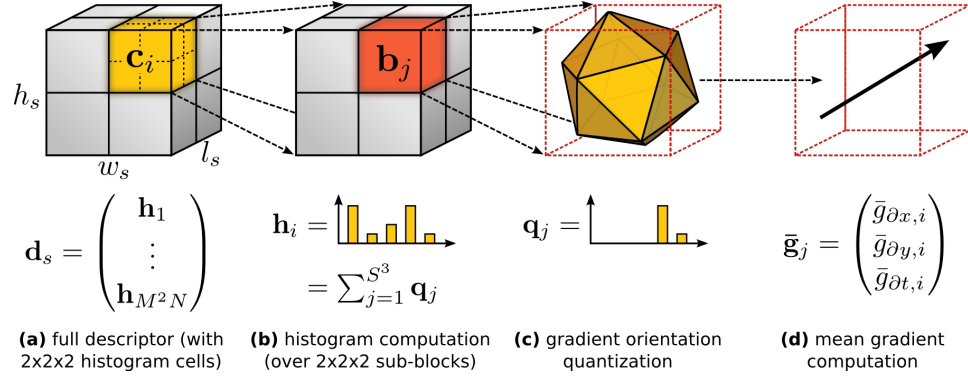 c_i
b_j
h_s
w_s
l_s
d_s = ( h_1 ⋮ h_{M^2N} )
h_i =
= ∑_{j=1}^{S^3} q_j
q_j =
ḡ_j = ( ḡ_{∂x,i} ḡ_{∂y,i} ḡ_{∂t,i} )
(a) full descriptor (with
2x2x2 histogram cells)
(b) histogram computation
(over 2x2x2 sub-blocks)
(c) gradient orientation
quantization
(d) mean gradient
computation